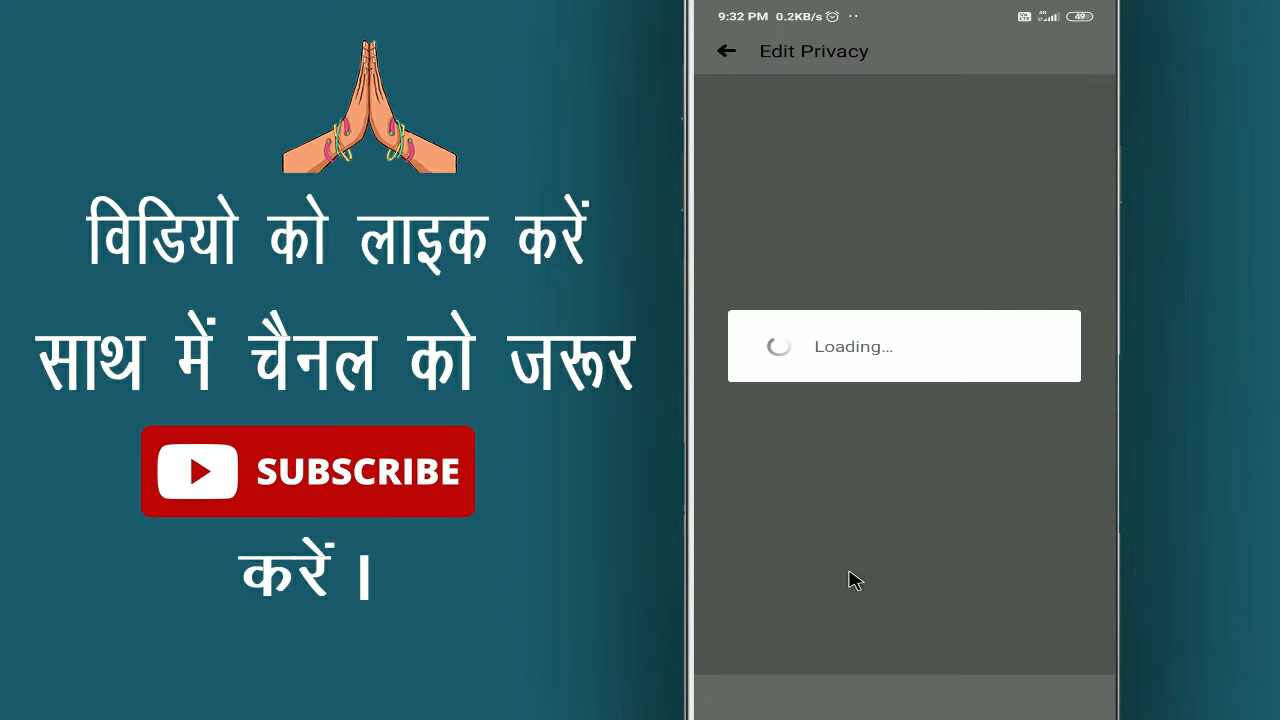 विडियो को लाइक करें
साथ में चैनल को जरूर
SUBSCRIBE
करें ।
9:32 PM 0.2KB/s
49
Edit Privacy
Loading...